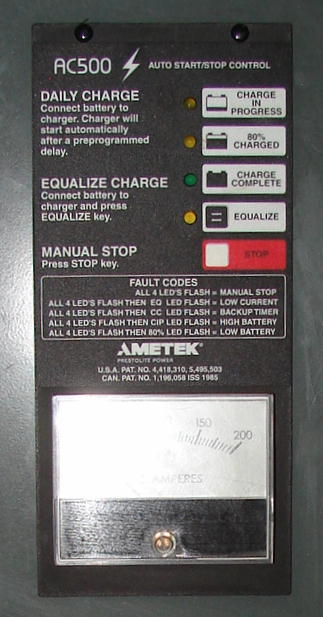 AC500 AUTO START/STOP CONTROL
DAILY CHARGE
Connect battery to
charger. Charger will
start automatically
after a preprogrammed
delay.
CHARGE
IN
PROGRESS
80%
CHARGED
EQUALIZE CHARGE
Connect battery to
charger and press
EQUALIZE key.
CHARGE
COMPLETE
EQUALIZE
MANUAL STOP
Press STOP key.
STOP
FAULT CODES
ALL 4 LED'S FLASH = MANUAL STOP
ALL 4 LED'S FLASH THEN EQ LED FLASH = LOW CURRENT
ALL 4 LED'S FLASH THEN CC LED FLASH = BACKUP TIMER
ALL 4 LED'S FLASH THEN CIP LED FLASH = HIGH BATTERY
ALL 4 LED'S FLASH THEN 80% LED FLASH = LOW BATTERY
AMETEK
PRESTOLITE POWER
U.S.A. PAT. NO. 4,418,310, 5,495,503
CAN. PAT. NO. 1,196,058 ISS 1985
150
200
AMPERES